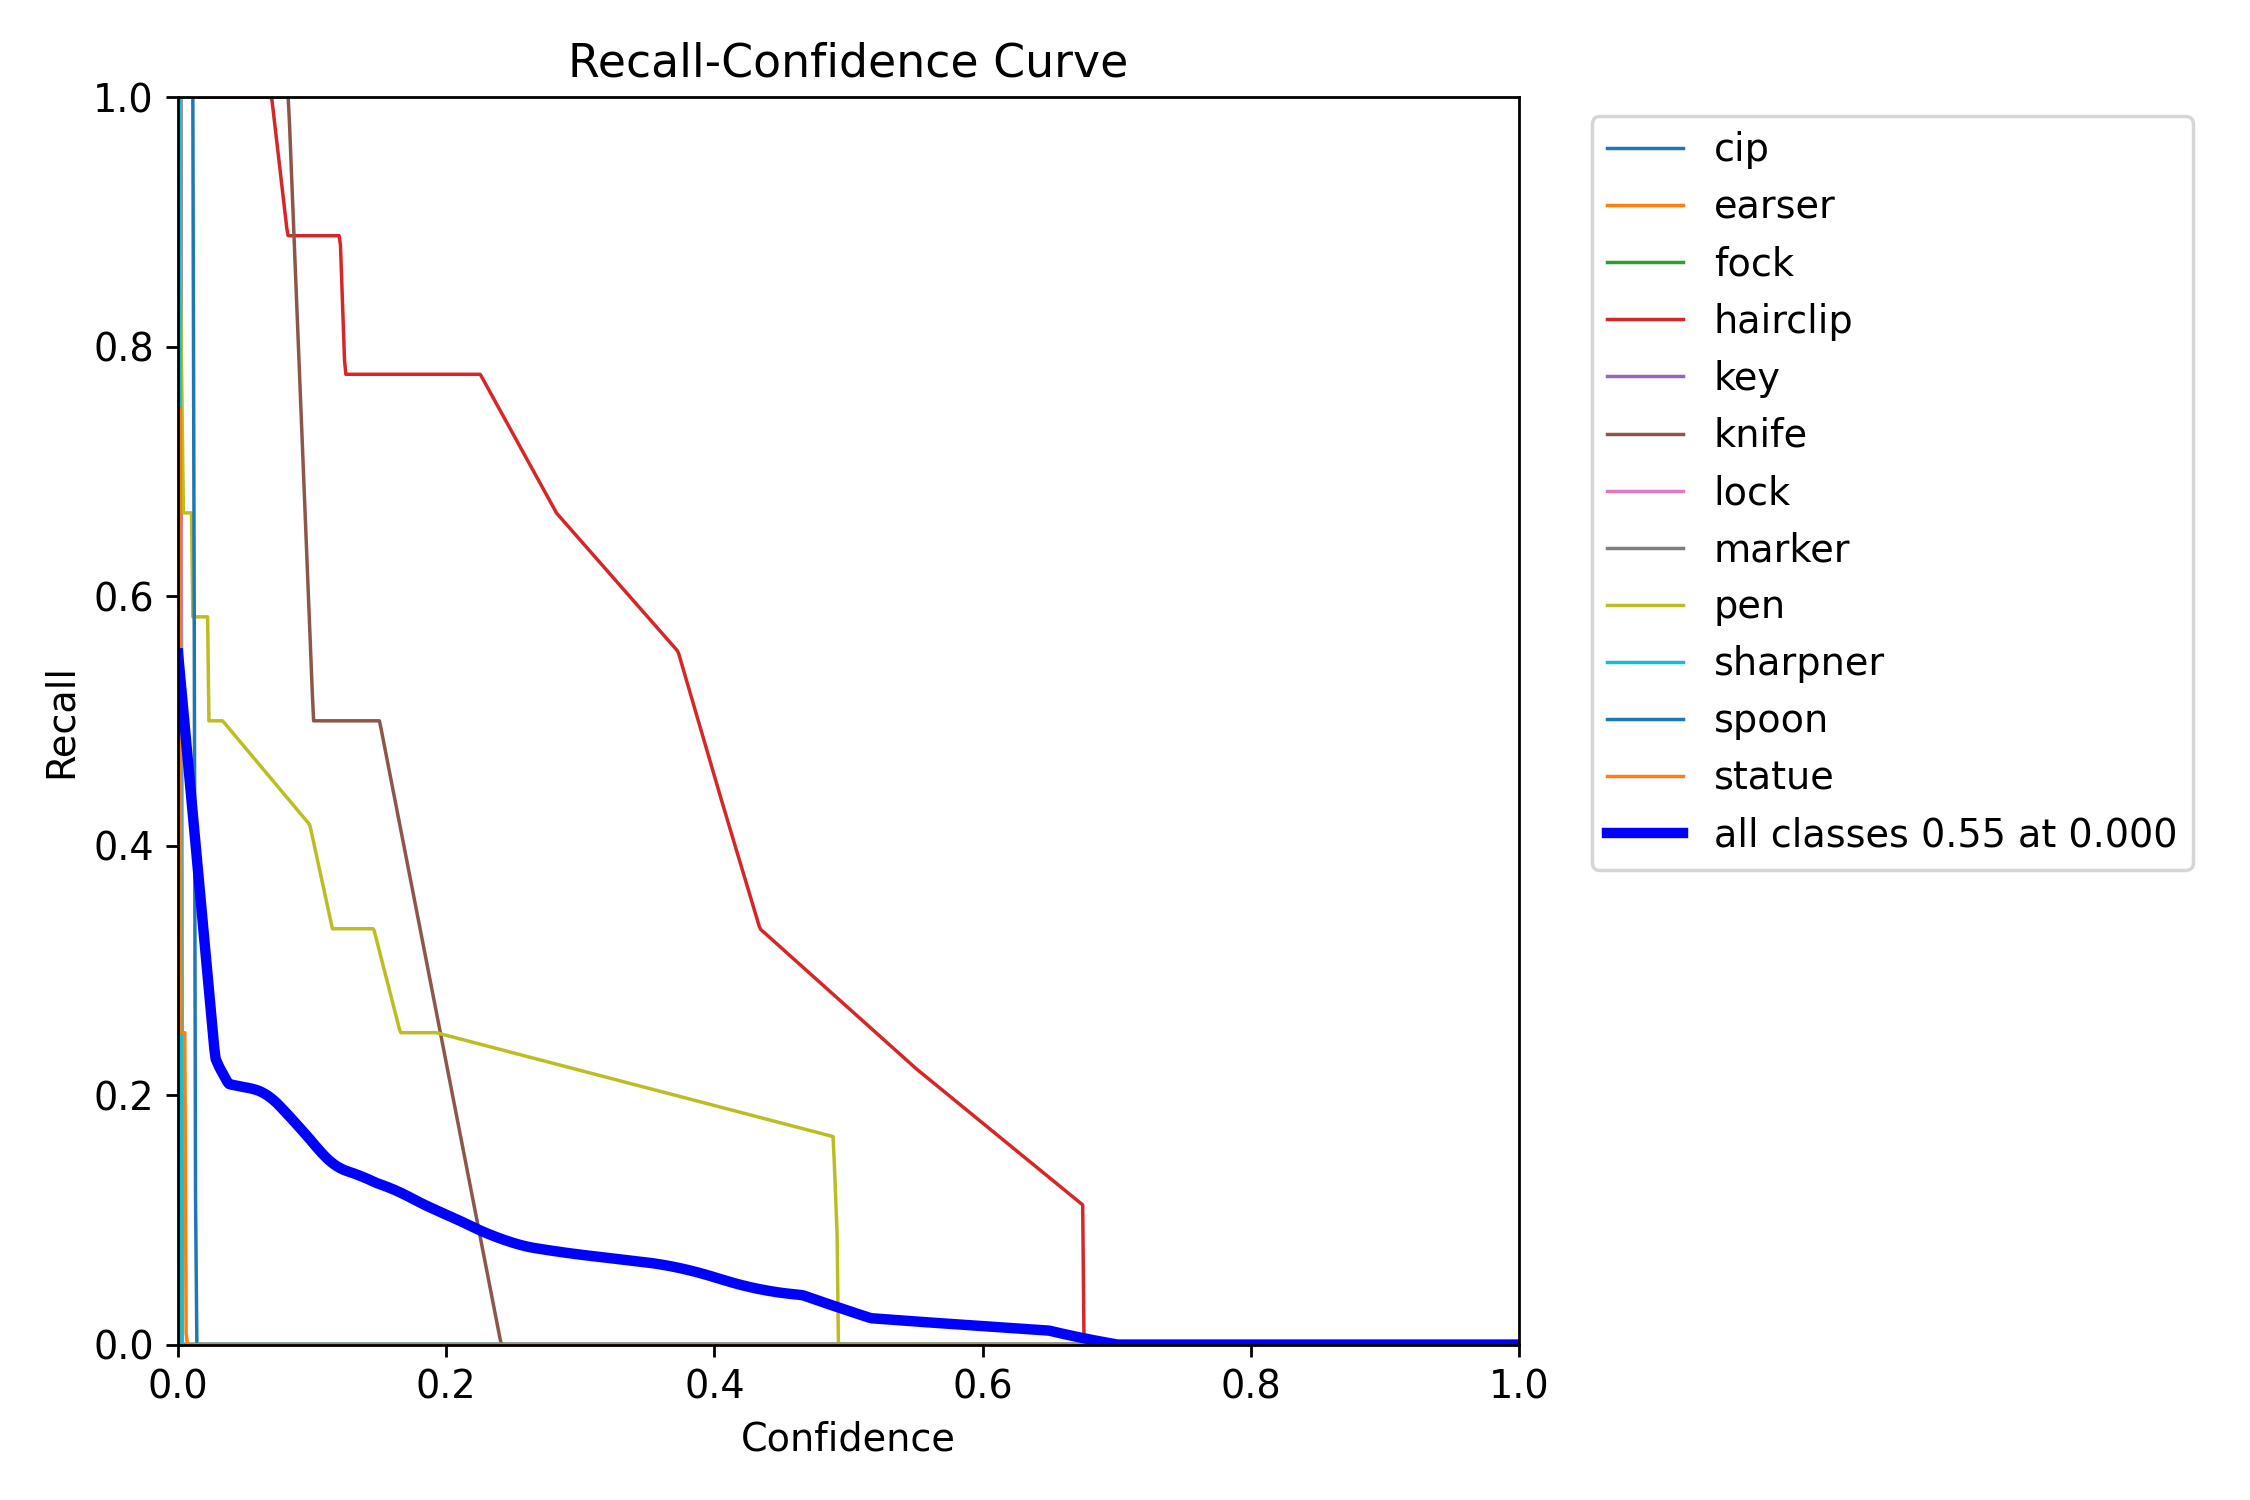 Recall-Confidence Curve
1.0
0.8
0.6
0.4
0.2
0.0
Recall
0.0 0.2 0.4 0.6 0.8 1.0
Confidence
cip
earser
fock
hairclip
key
knife
lock
marker
pen
sharpner
spoon
statue
all classes 0.55 at 0.000